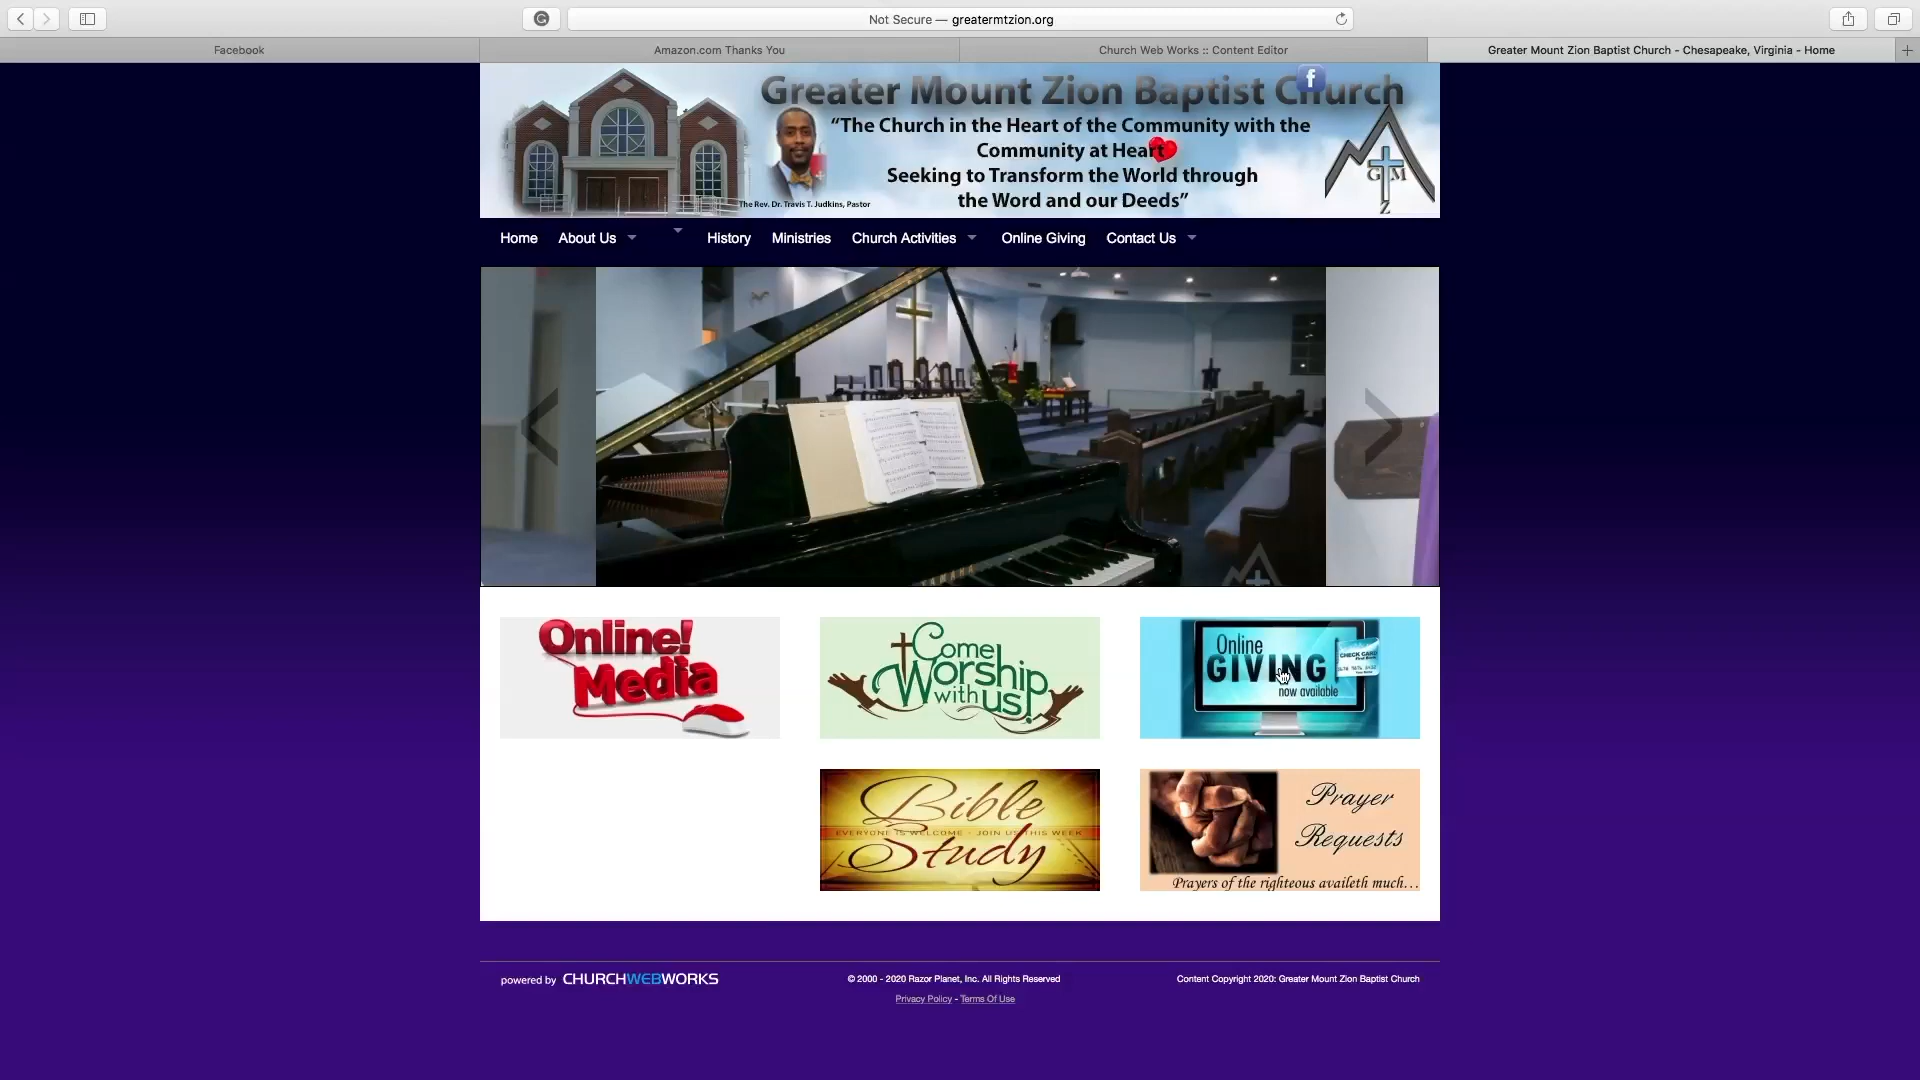 Not Secure — greatermtzion.org
Facebook
Amazon.com Thanks You
Church Web Works :: Content Editor
Greater Mount Zion Baptist Church - Chesapeake, Virginia - Home
Greater Mount Zion Baptist Church
f
“The Church in the Heart of the Community with the
Community at Heart
Seeking to Transform the World through
the Word and our Deeds”
The Rev. Dr. Travis T. Judkins, Pastor
G M
Z
Home About Us History Ministries Church Activities Online Giving Contact Us
YAMAHA
Online!
Media
Come
Worship
with us!
Online
GIVING
now available
CHECK CARD
Bible
EVERYONE IS WELCOME - JOIN US THIS WEEK
Study
Prayer
Requests
Prayers of the righteous availeth much...
powered by CHURCHWEBWORKS
© 2000 - 2020 Razor Planet, Inc. All Rights Reserved
Privacy Policy - Terms Of Use
Content Copyright 2020: Greater Mount Zion Baptist Church